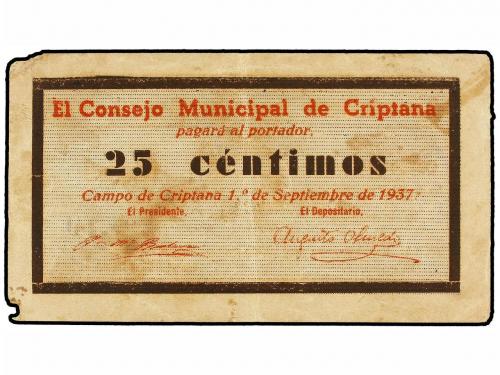 El Consejo Municipal de Criptana
pagará al portador,
25 céntimos
Campo de Criptana 1.º de Septiembre de 1937
El Presidente, El Depositario,
Augusto